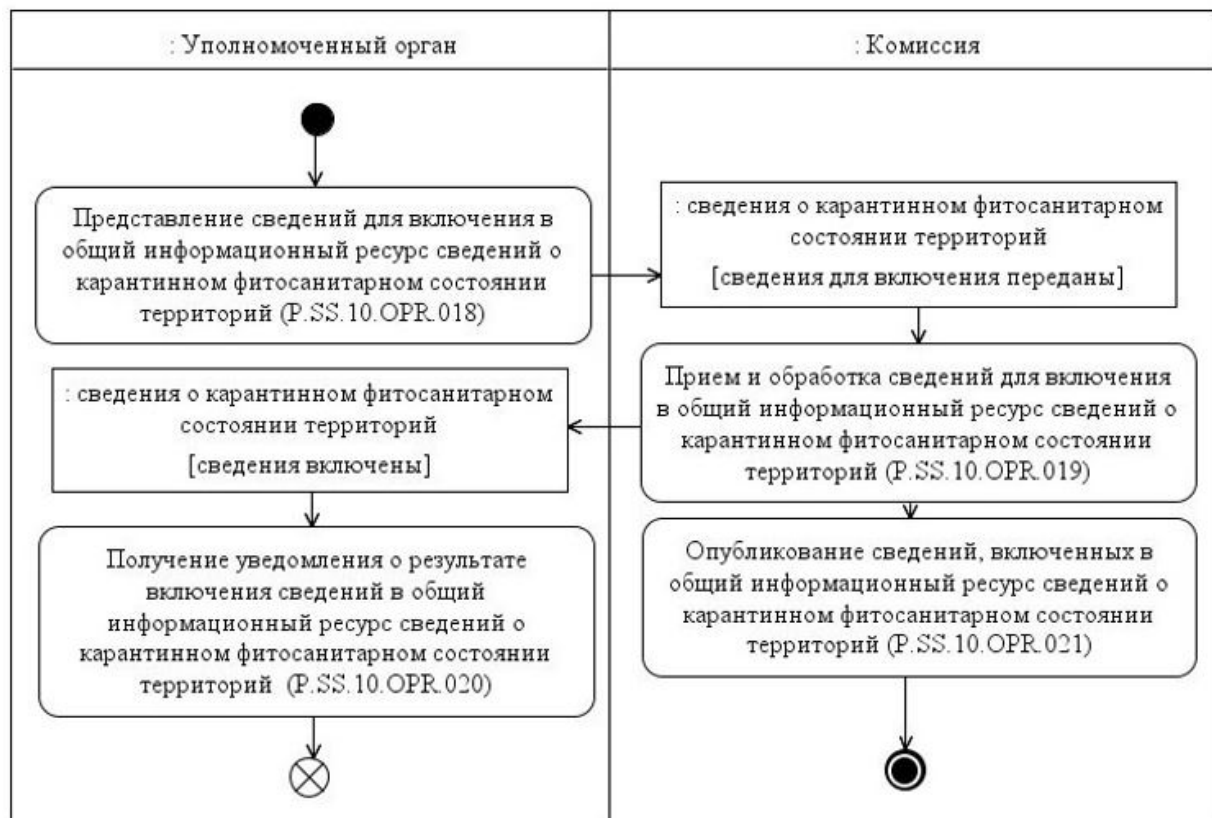 : Уполномоченный орган
: Комиссия
Представление сведений для включения в
общий информационный ресурс сведений о
карантинном фитосанитарном состоянии
территорий (P.SS.10.OPR.018)
: сведения о карантинном фитосанитарном
состоянии территорий
[сведения для включения переданы]
Прием и обработка сведений для включения
в общий информационный ресурс сведений о
карантинном фитосанитарном состоянии
территорий (P.SS.10.OPR.019)
: сведения о карантинном фитосанитарном
состоянии территорий
[сведения включены]
Получение уведомления о результате
включения сведений в общий
информационный ресурс сведений о
карантинном фитосанитарном состоянии
территорий (P.SS.10.OPR.020)
Опубликование сведений, включенных в
общий информационный ресурс сведений о
карантинном фитосанитарном состоянии
территорий (P.SS.10.OPR.021)